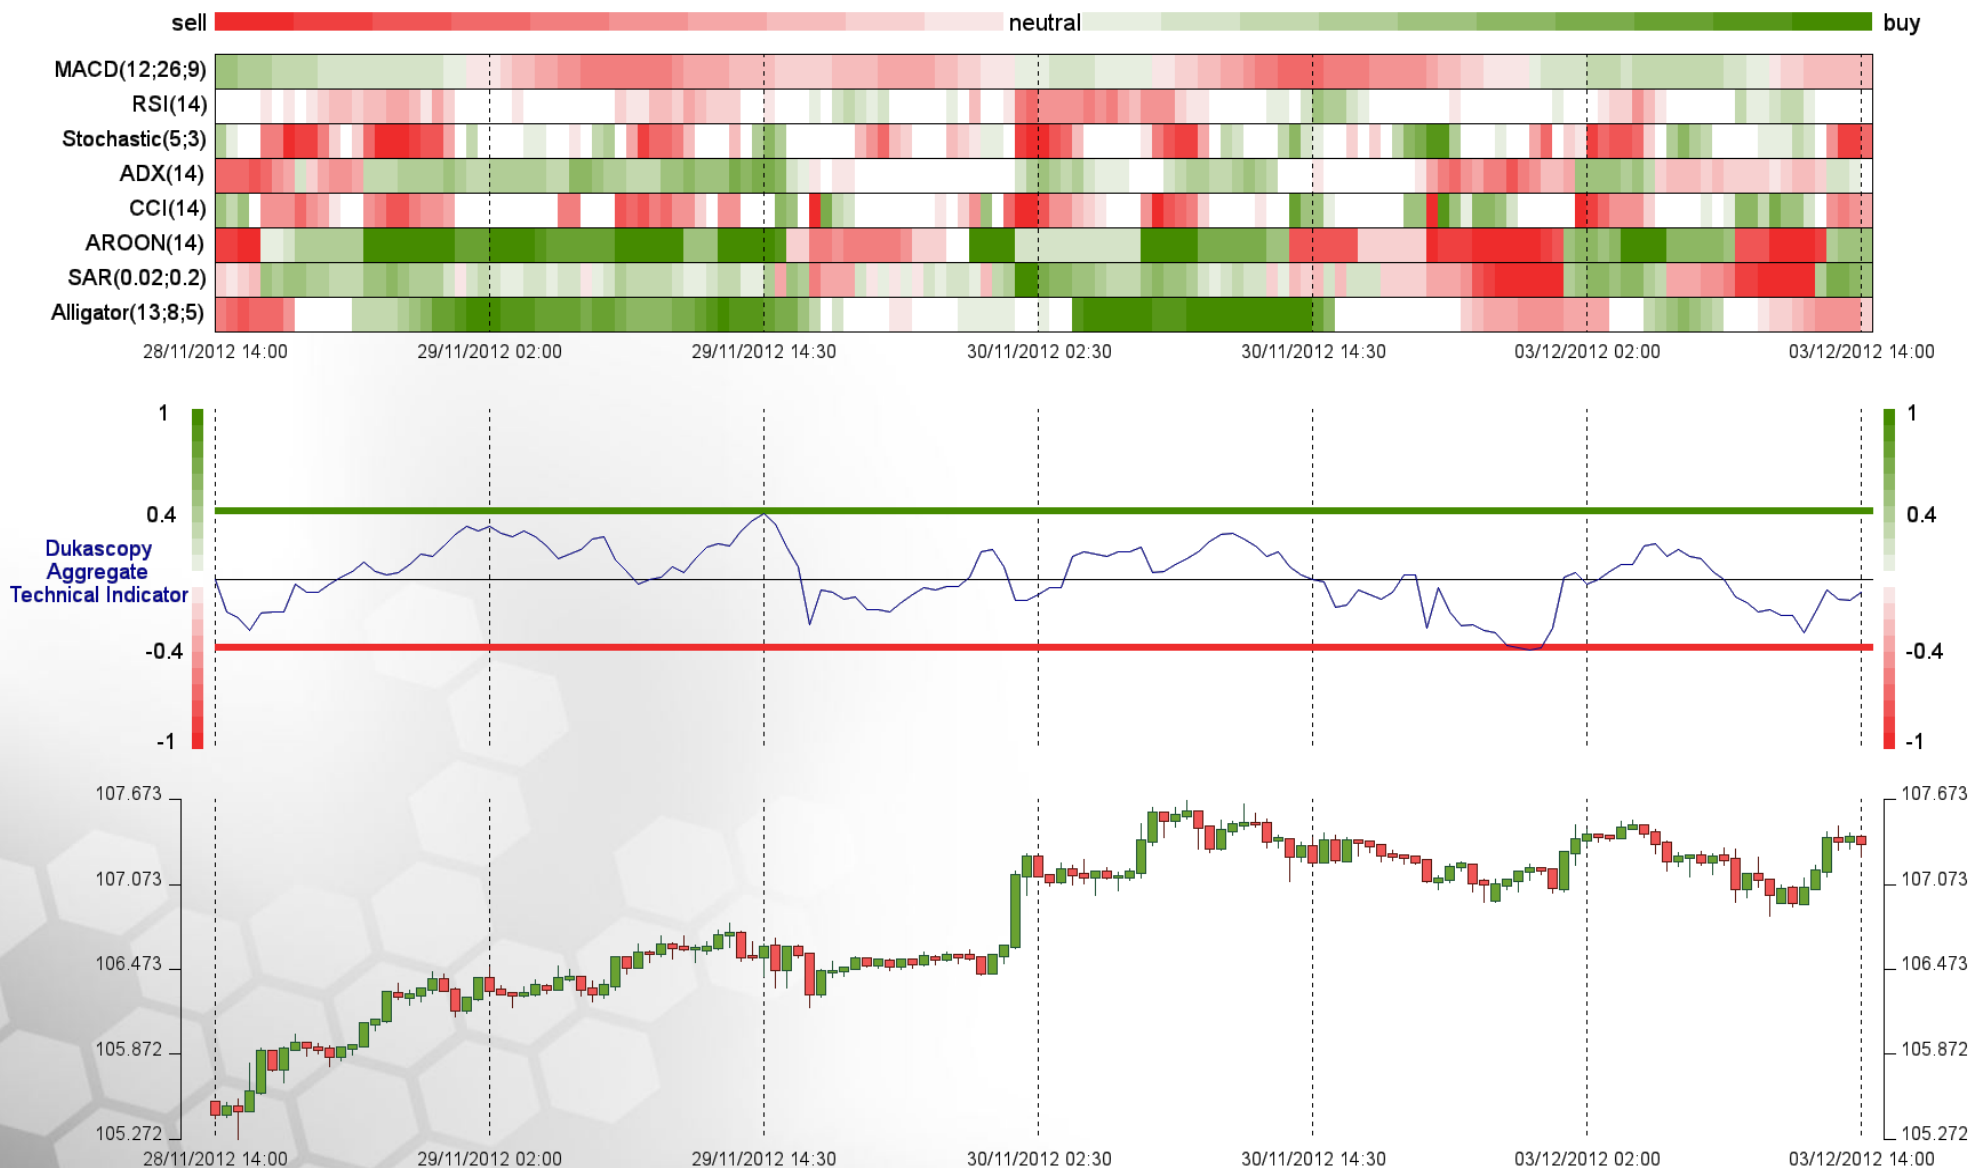 sell neutral buy
MACD(12;26;9)
RSI(14)
Stochastic(5;3)
ADX(14)
CCI(14)
AROON(14)
SAR(0.02;0.2)
Alligator(13;8;5)
28/11/2012 14:00 29/11/2012 02:00 29/11/2012 14:30 30/11/2012 02:30 30/11/2012 14:30 03/12/2012 02:00 03/12/2012 14:00
1 1
0.4 0.4
Dukascopy
Aggregate
Technical Indicator
-0.4 -0.4
-1 -1
107.673 107.673
107.073 107.073
106.473 106.473
105.872 105.872
105.272 105.272
28/11/2012 14:00 29/11/2012 02:00 29/11/2012 14:30 30/11/2012 02:30 30/11/2012 14:30 03/12/2012 02:00 03/12/2012 14:00